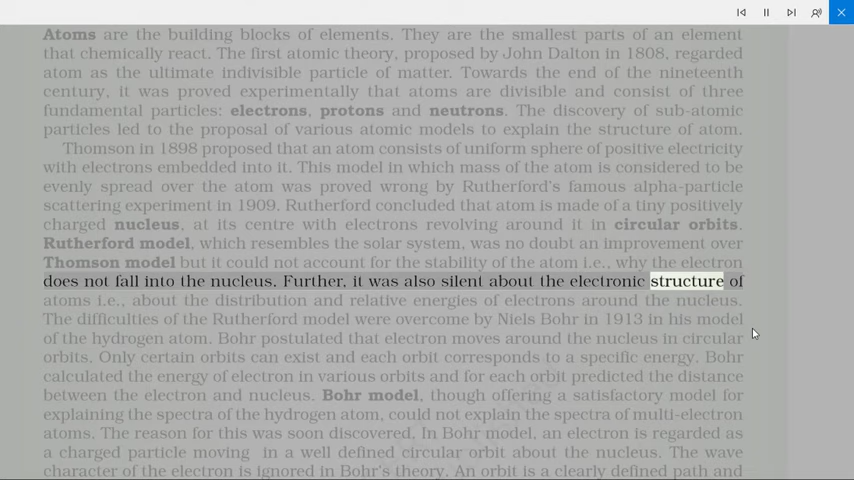 Atoms are the building blocks of elements. They are the smallest parts of an element
that chemically react. The first atomic theory, proposed by John Dalton in 1808, regarded
atom as the ultimate indivisible particle of matter. Towards the end of the nineteenth
century, it was proved experimentally that atoms are divisible and consist of three
fundamental particles: electrons, protons and neutrons. The discovery of sub-atomic
particles led to the proposal of various atomic models to explain the structure of atom.
Thomson in 1898 proposed that an atom consists of uniform sphere of positive electricity
with electrons embedded into it. This model in which mass of the atom is considered to be
evenly spread over the atom was proved wrong by Rutherford's famous alpha-particle
scattering experiment in 1909. Rutherford concluded that atom is made of a tiny positively
charged nucleus, at its centre with electrons revolving around it in circular orbits.
Rutherford model, which resembles the solar system, was no doubt an improvement over
Thomson model but it could not account for the stability of the atom i.e., why the electron
does not fall into the nucleus. Further, it was also silent about the electronic structure of
atoms i.e., about the distribution and relative energies of electrons around the nucleus.
The difficulties of the Rutherford model were overcome by Niels Bohr in 1913 in his model
of the hydrogen atom. Bohr postulated that electron moves around the nucleus in circular
orbits. Only certain orbits can exist and each orbit corresponds to a specific energy. Bohr
calculated the energy of electron in various orbits and for each orbit predicted the distance
between the electron and nucleus. Bohr model, though offering a satisfactory model for
explaining the spectra of the hydrogen atom, could not explain the spectra of multi-electron
atoms. The reason for this was soon discovered. In Bohr model, an electron is regarded as
a charged particle moving in a well defined circular orbit about the nucleus. The wave
character of the electron is ignored in Bohr's theory. An orbit is a clearly defined path and